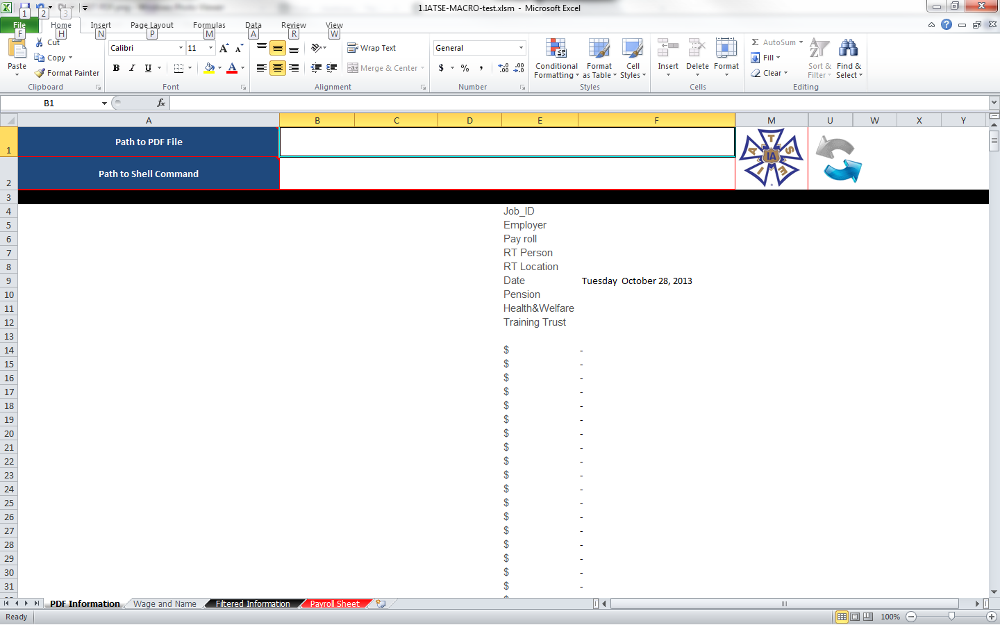 1.IATSE-MACRO-test.xlsm - Microsoft Excel
1 2 3
File Home Insert Page Layout Formulas Data Review View
F H N P M A R W
Paste
Cut
Copy
Format Painter
Clipboard
Calibri 11
B I U
Font
Wrap Text
Merge & Center
Alignment
General
$ % ,
Number
Conditional Formatting
Format as Table
Cell Styles
Styles
Insert Delete Format
Cells
AutoSum
Fill
Clear
Sort & Filter
Find & Select
Editing
B1 fx
A B C D E F M U W X Y
1 Path to PDF File
2 Path to Shell Command
I A T S E
IA
3
4 Job_ID
5 Employer
6 Pay roll
7 RT Person
8 RT Location
9 Date Tuesday October 28, 2013
10 Pension
11 Health&Welfare
12 Training Trust
13
14 $ -
15 $ -
16 $ -
17 $ -
18 $ -
19 $ -
20 $ -
21 $ -
22 $ -
23 $ -
24 $ -
25 $ -
26 $ -
27 $ -
28 $ -
29 $ -
30 $ -
31 $ -
PDF Information Wage and Name Filtered Information Payroll Sheet
Ready 100%